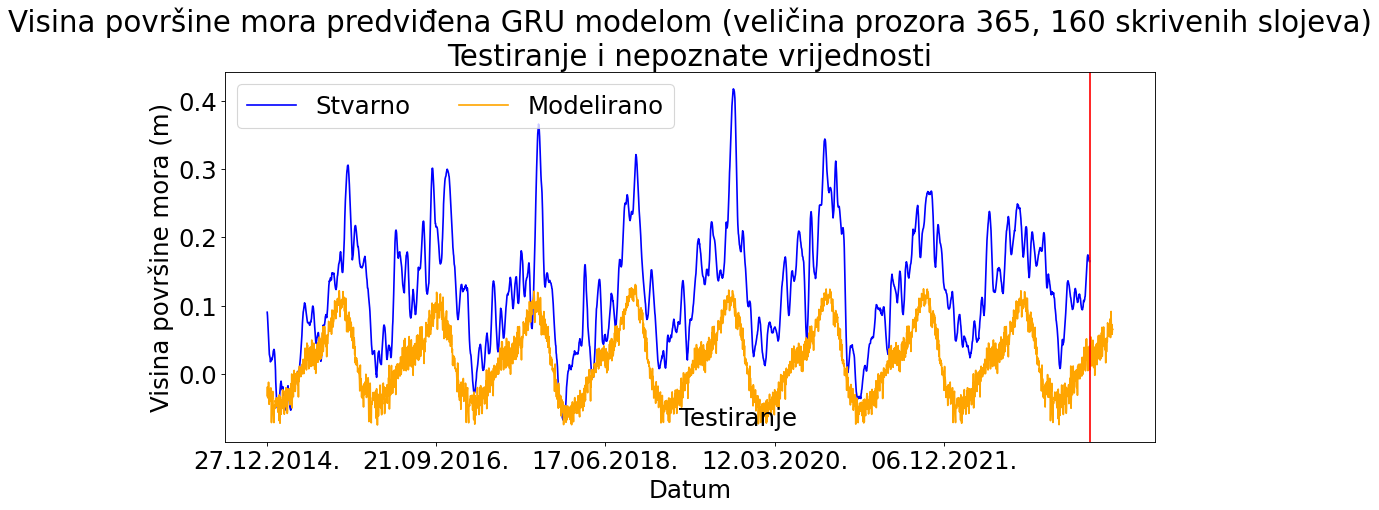 Visina površine mora predviđena GRU modelom (veličina prozora 365, 160 skrivenih slojeva)
Testiranje i nepoznate vrijednosti
Stvarno
Modelirano
Visina površine mora (m)
0.4
0.3
0.2
0.1
0.0
Testiranje
27.12.2014.
21.09.2016.
17.06.2018.
12.03.2020.
06.12.2021.
Datum